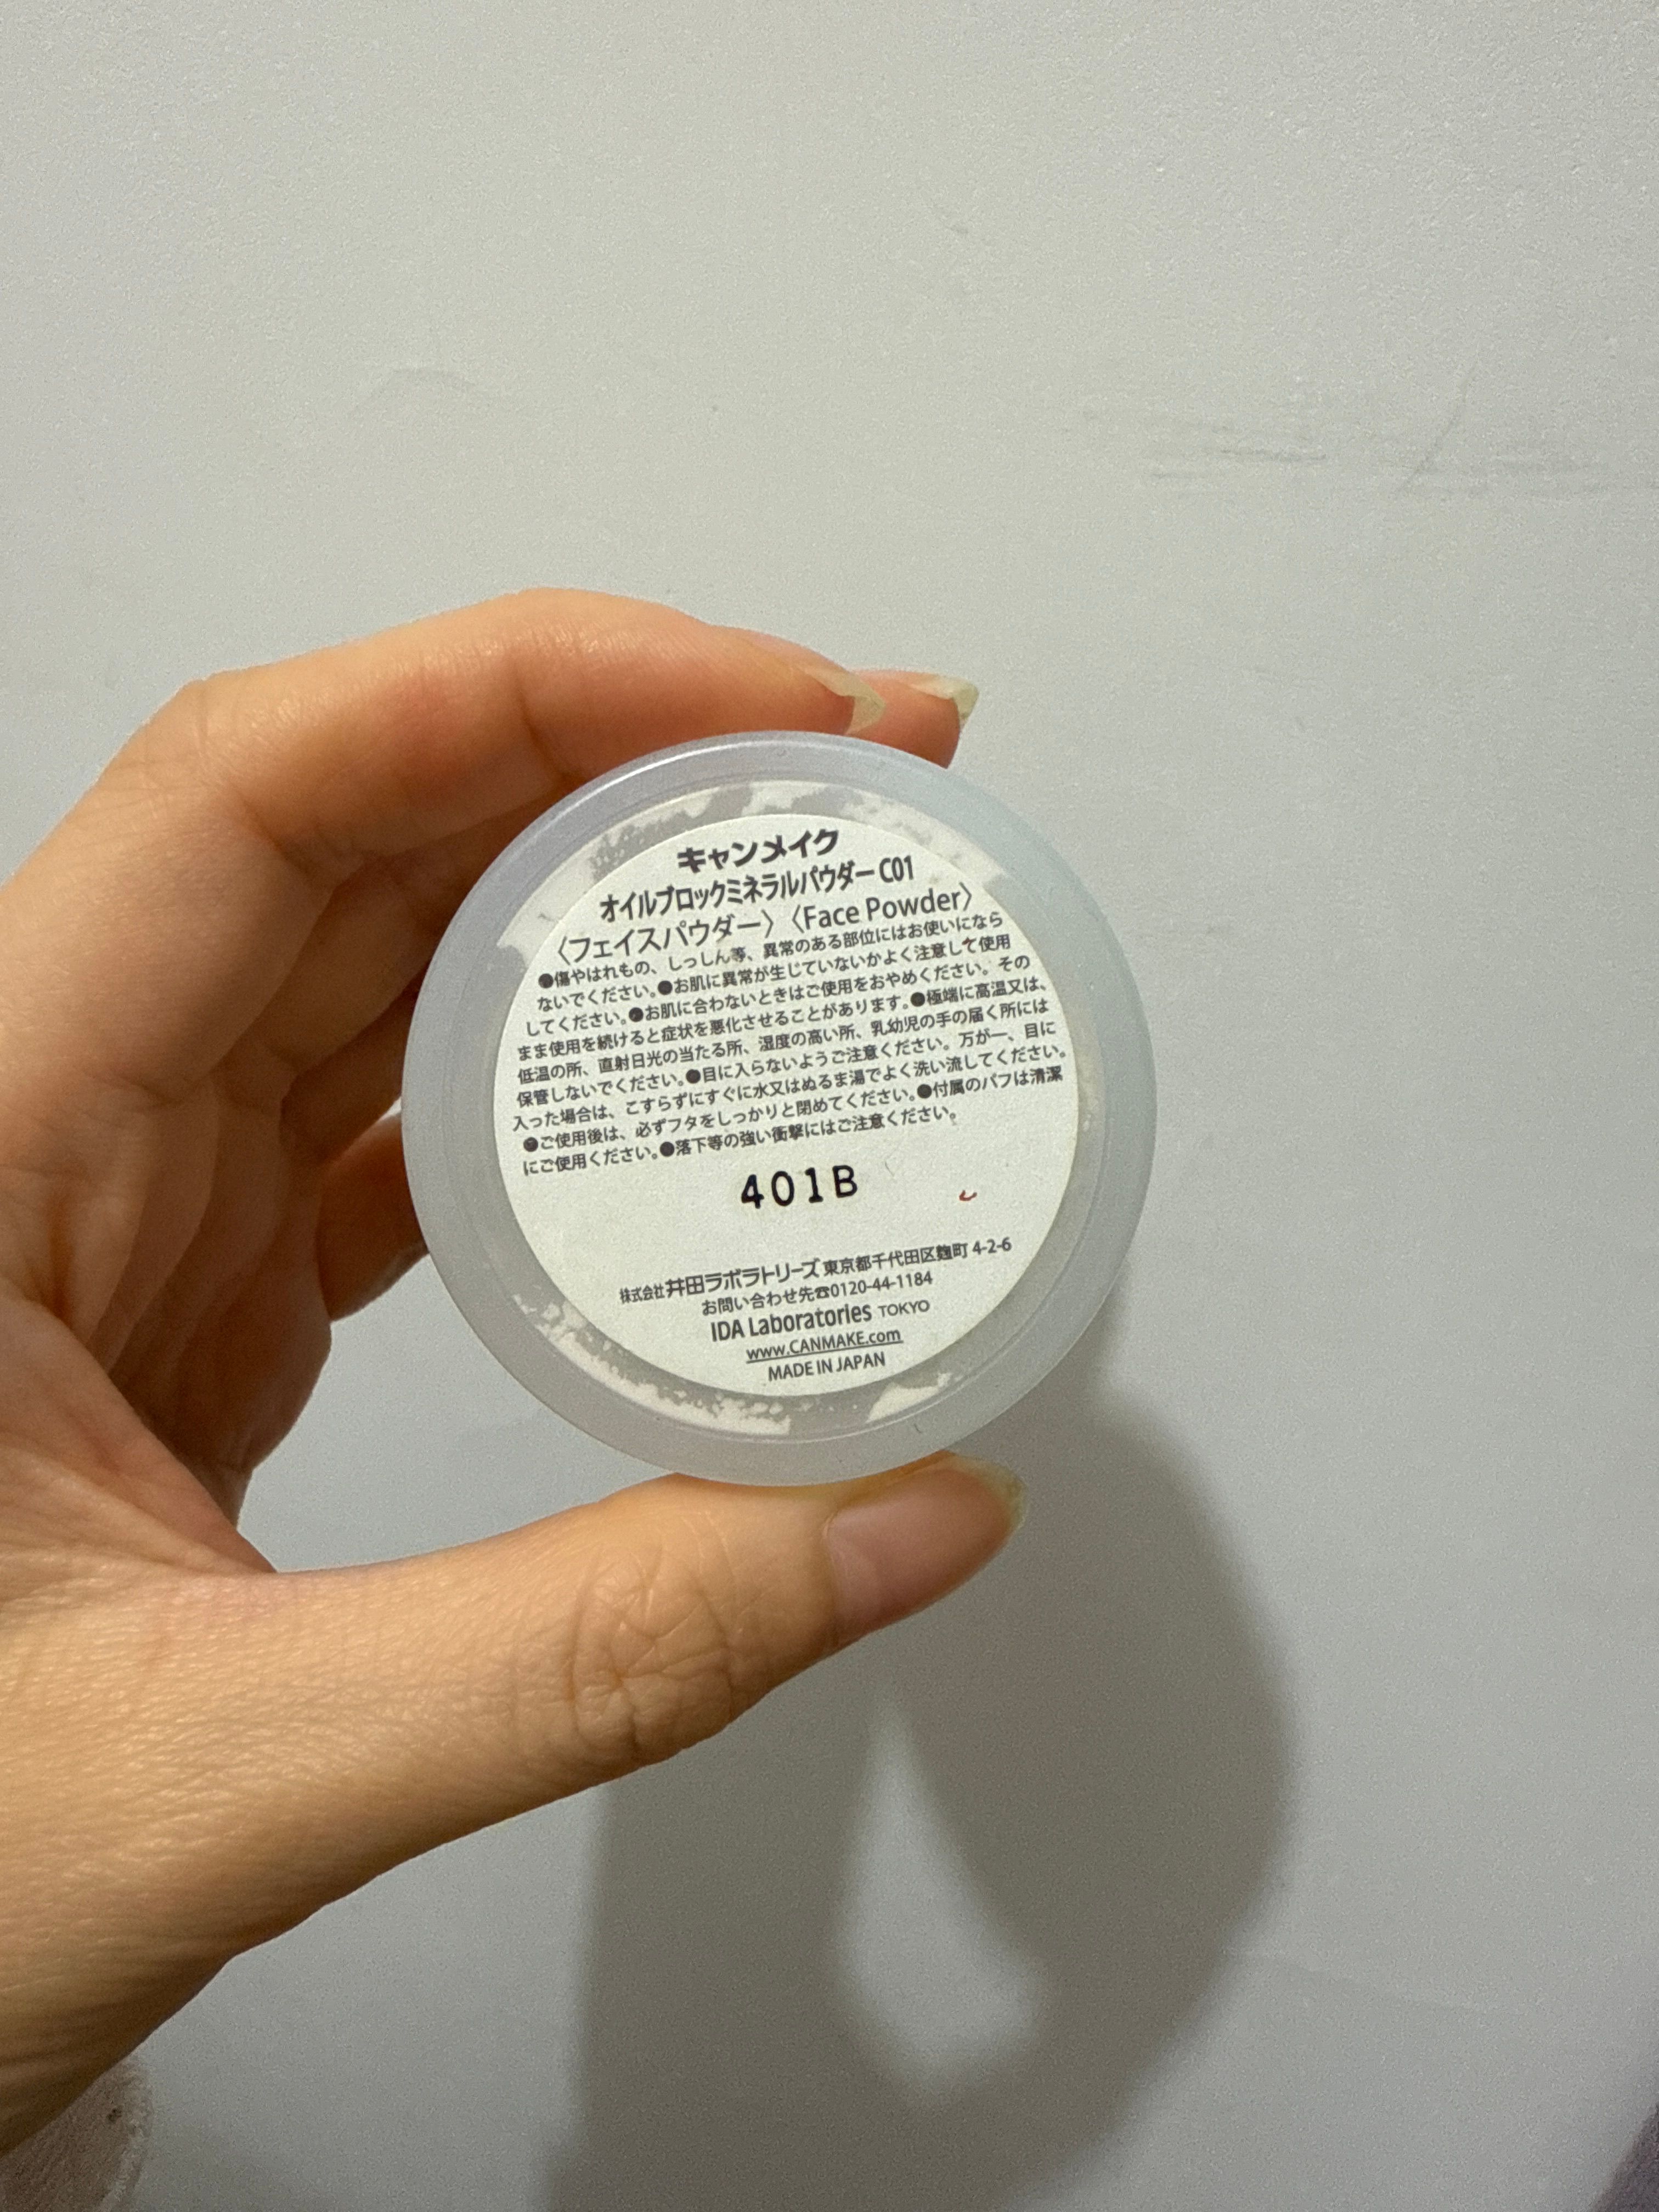 キャンメイク
オイルブロックミネラルパウダー C01
〈フェイスパウダー〉〈Face Powder〉
●傷やはれもの、しっしん等、異常のある部位にはお使いになら
ないでください。●お肌に異常が生じていないかよく注意して使用
してください。●お肌に合わないときはご使用をおやめください。その
まま使用を続けると症状を悪化させることがあります。●極端に高温又は、
低温の所、直射日光の当たる所、湿度の高い所、乳幼児の手の届く所には
保管しないでください。●目に入らないようご注意ください。万が一、目に
入った場合は、こすらずにすぐに水又はぬるま湯でよく洗い流してください。
●ご使用後は、必ずフタをしっかりと閉めてください。●付属のパフは清潔
にご使用ください。●落下等の強い衝撃にはご注意ください。
401B
株式会社井田ラボラトリーズ 東京都千代田区麹町 4-2-6
お問い合わせ先☎0120-44-1184
IDA Laboratories TOKYO
www.CANMAKE.com
MADE IN JAPAN